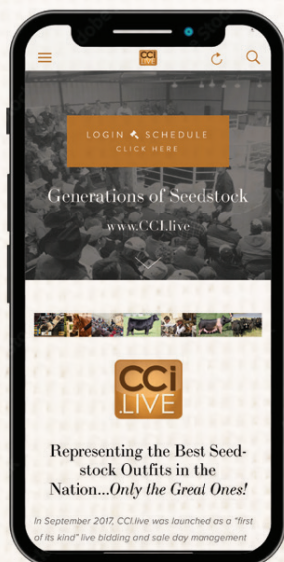 CCI
.LIVE
LOGIN SCHEDULE
CLICK HERE
Generations of Seedstock
www.CCI.live
CCi
.LIVE
Representing the Best Seed-
stock Outfits in the
Nation...Only the Great Ones!
In September 2017, CCI.live was launched as a "first
of its kind" live bidding and sale day management